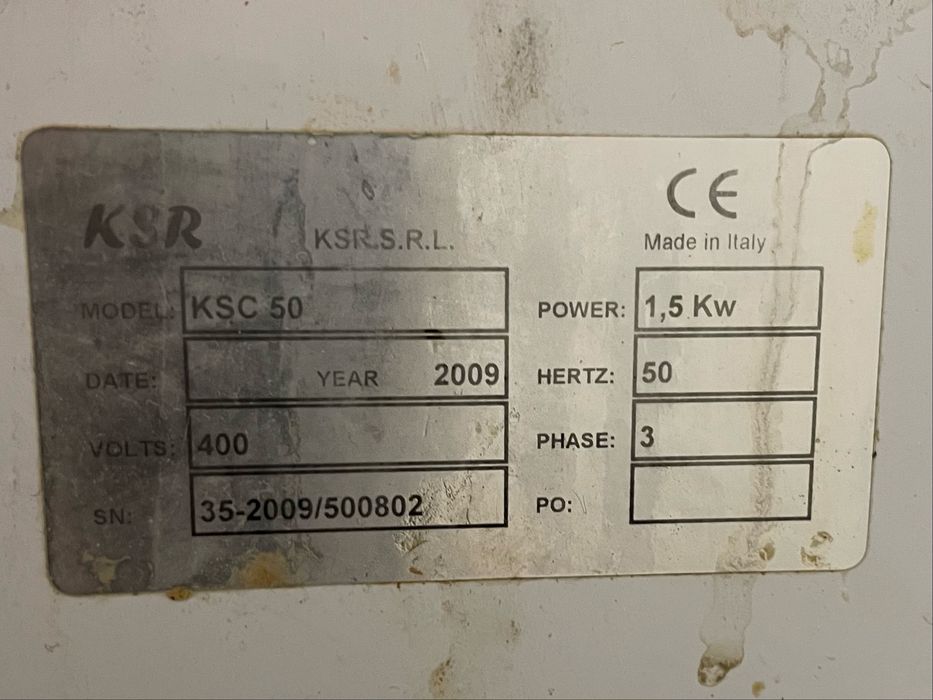 CE
KSR KSR S.R.L. Made in Italy
MODEL: KSC 50 POWER: 1,5 Kw
DATE: YEAR 2009 HERTZ: 50
VOLTS: 400 PHASE: 3
SN: 35-2009/500802 PO: